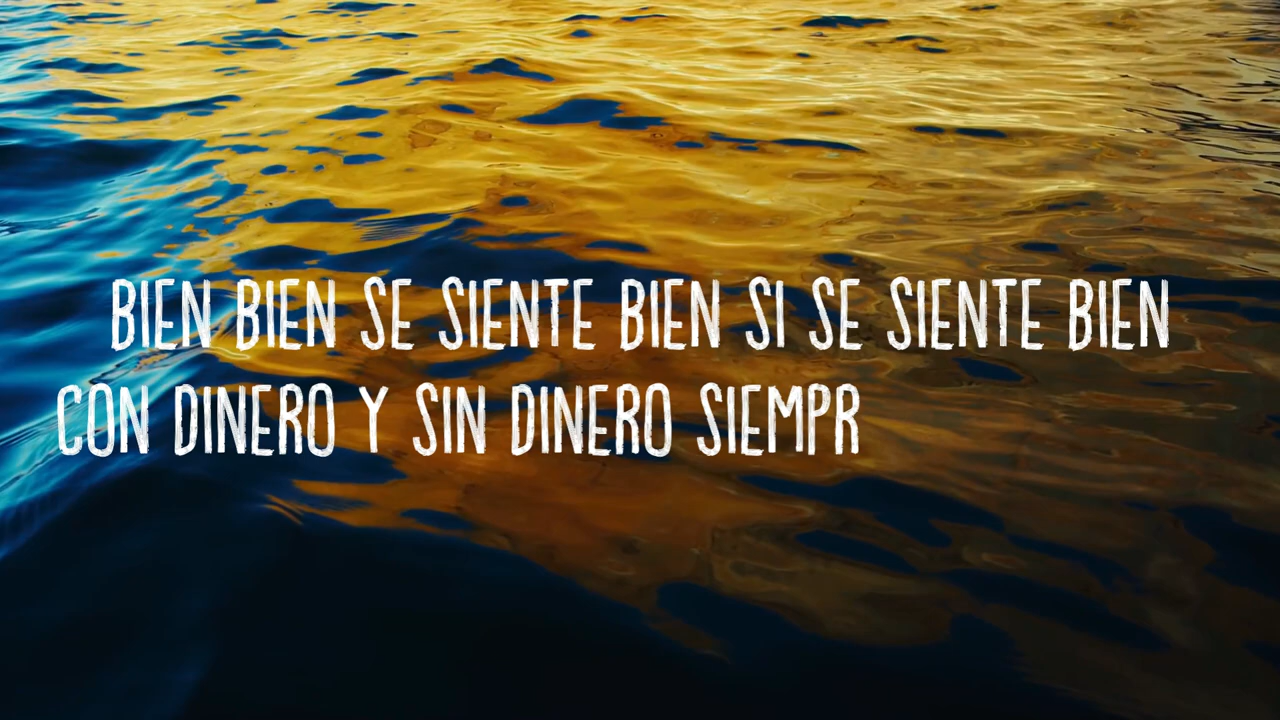 BIEN BIEN SE SIENTE BIEN SI SE SIENTE BIEN
CON DINERO Y SIN DINERO SIEMPR